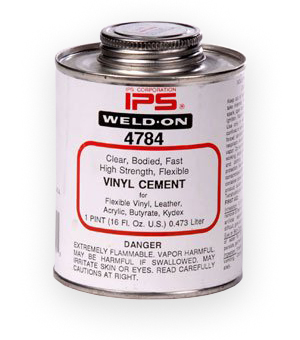 IPS CORPORATION
IPS®
WELD-ON
4784
Clear, Bodied, Fast
High Strength, Flexible
VINYL CEMENT
for
Flexible Vinyl, Leather,
Acrylic, Butyrate, Kydex
1 PINT (16 Fl. Oz. U.S.) 0.473 Liter
DANGER
EXTREMELY FLAMMABLE. VAPOR HARMFUL.
MAY BE HARMFUL IF SWALLOWED. MAY
IRRITATE SKIN OR EYES. READ CAREFULLY
CAUTIONS AT RIGHT.